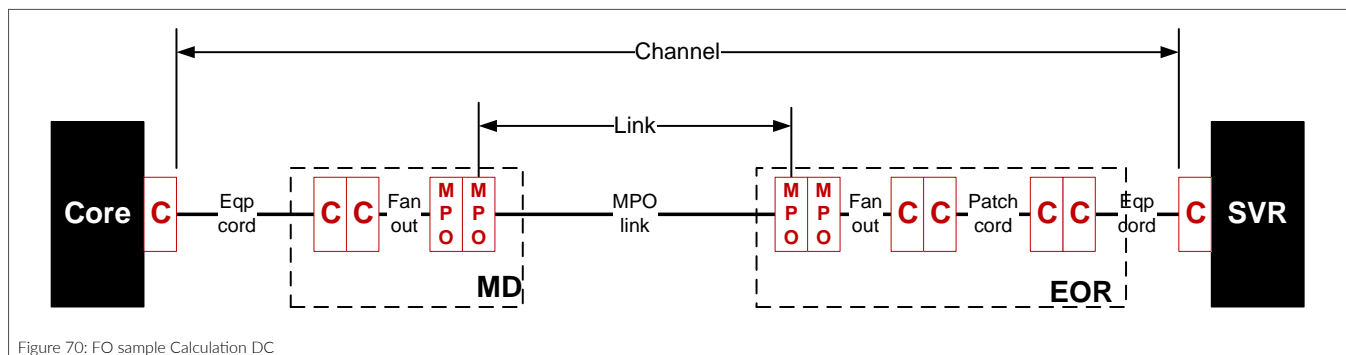 Channel
Link
Core
C
Eqp
cord
C
C
Fan
out
M
P
O
M
P
O
MD
MPO
link
M
P
O
M
P
O
Fan
out
C
C
Patch
cord
C
C
EOR
Eqp
cord
C
SVR
Figure 70: FO sample Calculation DC